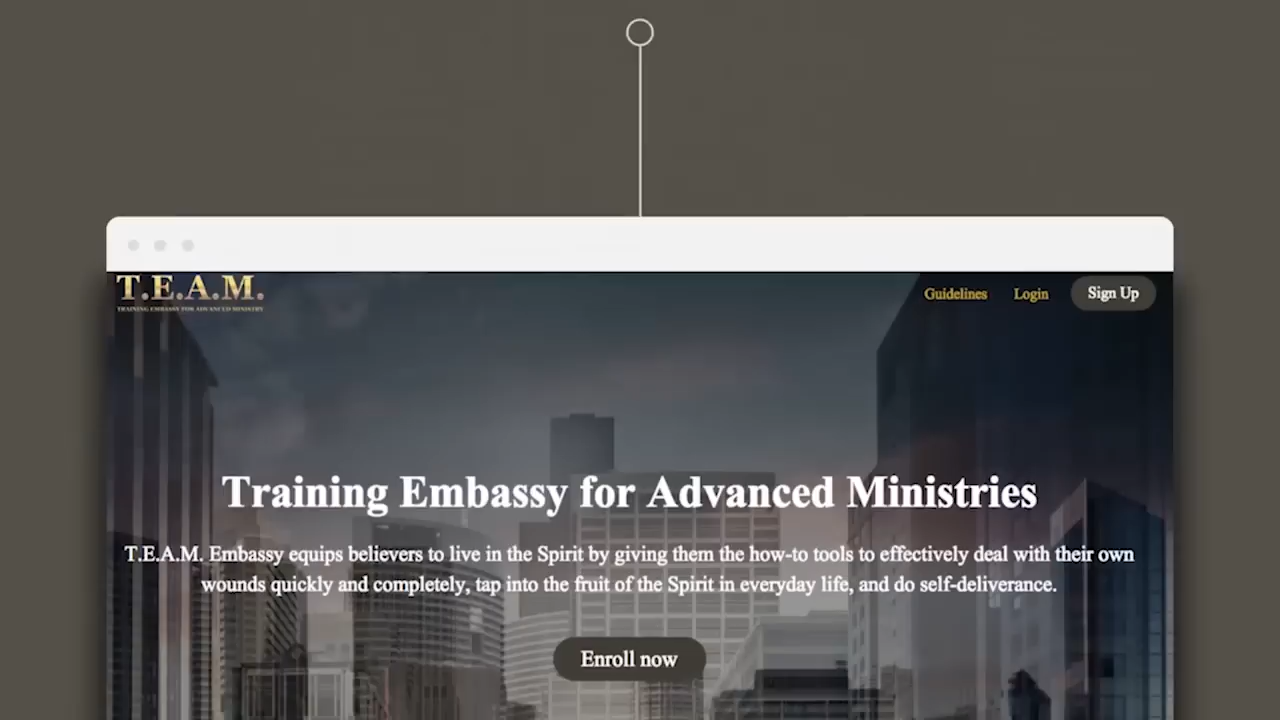 T.E.A.M.
TRAINING EMBASSY FOR ADVANCED MINISTRY
Guidelines Login Sign Up
Training Embassy for Advanced Ministries
T.E.A.M. Embassy equips believers to live in the Spirit by giving them the how-to tools to effectively deal with their own
wounds quickly and completely, tap into the fruit of the Spirit in everyday life, and do self-deliverance.
Enroll now